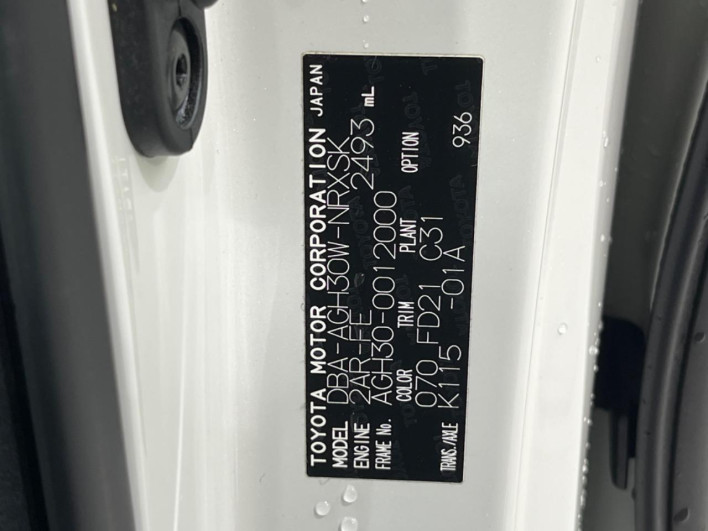 TOYOTA MOTOR CORPORATION JAPAN
MODEL DBA-AGH30W-NRXSK
ENGINE 2AR-FE 2493 mL
FRAME No. AGH30-0012000
COLOR TRIM PLANT OPTION
070 FD21 C31
TRANS./AXLE K115 -01A 936